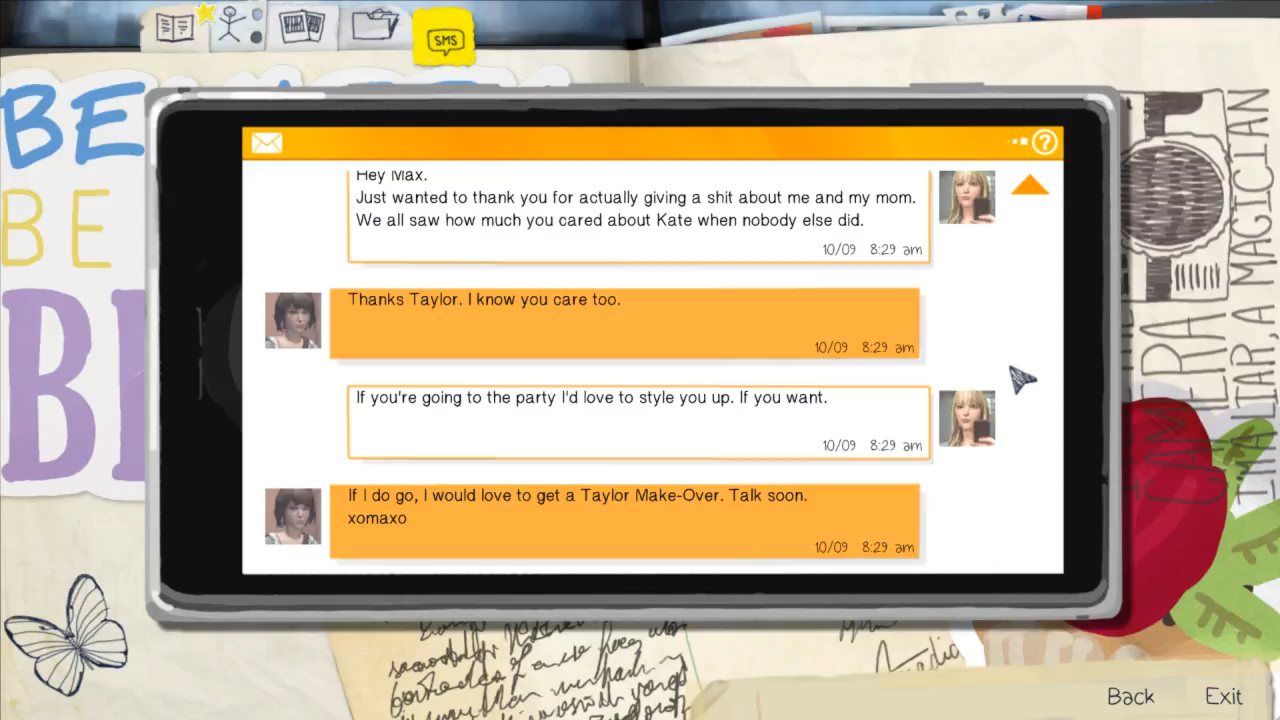 SMS
BE
BE
Hey Max.
Just wanted to thank you for actually giving a shit about me and my mom.
We all saw how much you cared about Kate when nobody else did.
10/09 8:29 am
Thanks Taylor. I know you care too.
10/09 8:29 am
If you're going to the party I'd love to style you up. If you want.
10/09 8:29 am
If I do go, I would love to get a Taylor Make-Over. Talk soon.
xomaxo
10/09 8:29 am
CAMERA
LIAR, A MAGICIAN
Back
Exit